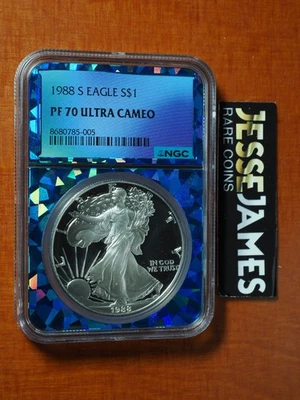 1988 S EAGLE S$1
PF 70 ULTRA CAMEO
8680785-005
NGC
LIBERTY
IN GOD
WE TRUST
1988
JESSE JAMES
RARE COINS